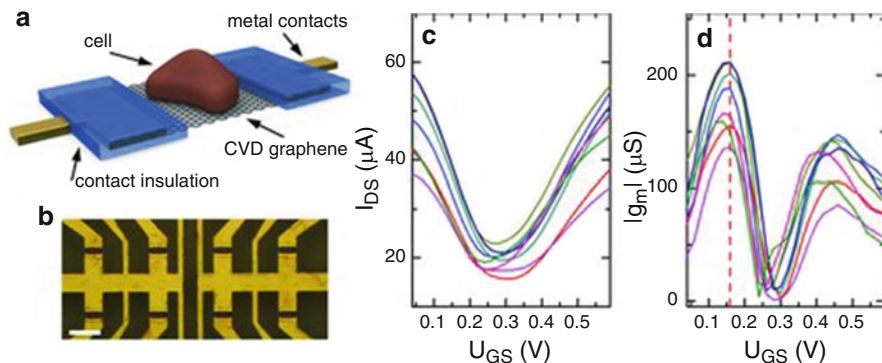 a
cell
metal contacts
contact insulation
CVD graphene
b
c
I_DS (µA)
60
40
20
0.1 0.2 0.3 0.4 0.5
U_GS (V)
d
|g_m| (µS)
200
100
0
0.1 0.2 0.3 0.4 0.5
U_GS (V)